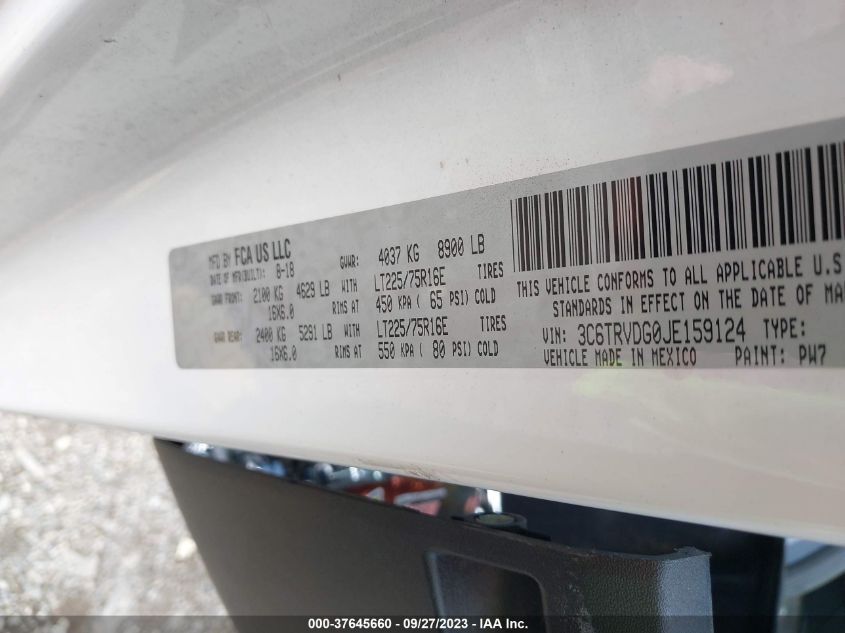 MFD BY FCA US LLC
DATE OF MFR(BUILT): 8-18
GVWR: 4037 KG 8900 LB
GAWR FRONT: 2100 KG 4629 LB WITH LT225/75R16E TIRES
16X6.0 RIMS AT 450 KPA ( 65 PSI) COLD
GAWR REAR: 2400 KG 5291 LB WITH LT225/75R16E TIRES
16X6.0 RIMS AT 550 KPA ( 80 PSI) COLD
THIS VEHICLE CONFORMS TO ALL APPLICABLE U.S
STANDARDS IN EFFECT ON THE DATE OF MA
VIN: 3C6TRVDG0JE159124 TYPE:
VEHICLE MADE IN MEXICO PAINT: PW7
000-37645660 - 09/27/2023 - IAA Inc.